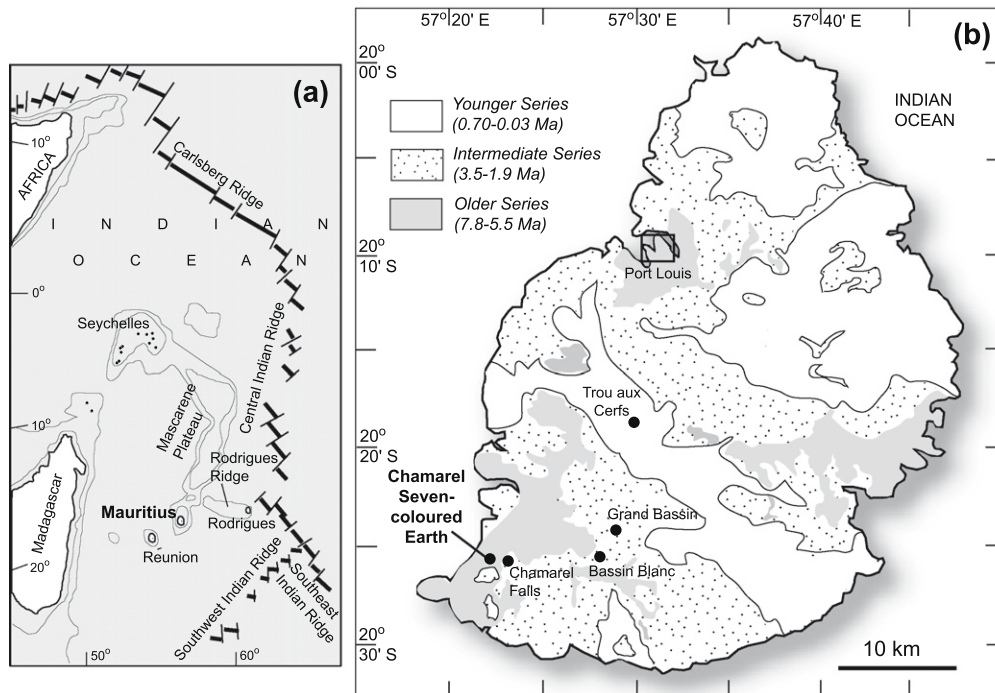 (a)
10°
AFRICA
Carlsberg Ridge
I N D I A N
O C E A N
0°
Seychelles
Central Indian Ridge
Mascarene
Plateau
10°
Rodrigues
Ridge
Madagascar
Mauritius
Rodrigues
Reunion
20°
Southwest Indian Ridge
Southeast
Indian Ridge
50°
60°
57° 20' E
57° 30' E
57° 40' E
(b)
20°
00' S
INDIAN
OCEAN
Younger Series
(0.70-0.03 Ma)
Intermediate Series
(3.5-1.9 Ma)
Older Series
(7.8-5.5 Ma)
20°
10' S
Port Louis
Trou aux
Cerfs
20°
20' S
Chamarel
Seven-
coloured
Earth
Grand Bassin
Bassin Blanc
Chamarel
Falls
20°
30' S
10 km